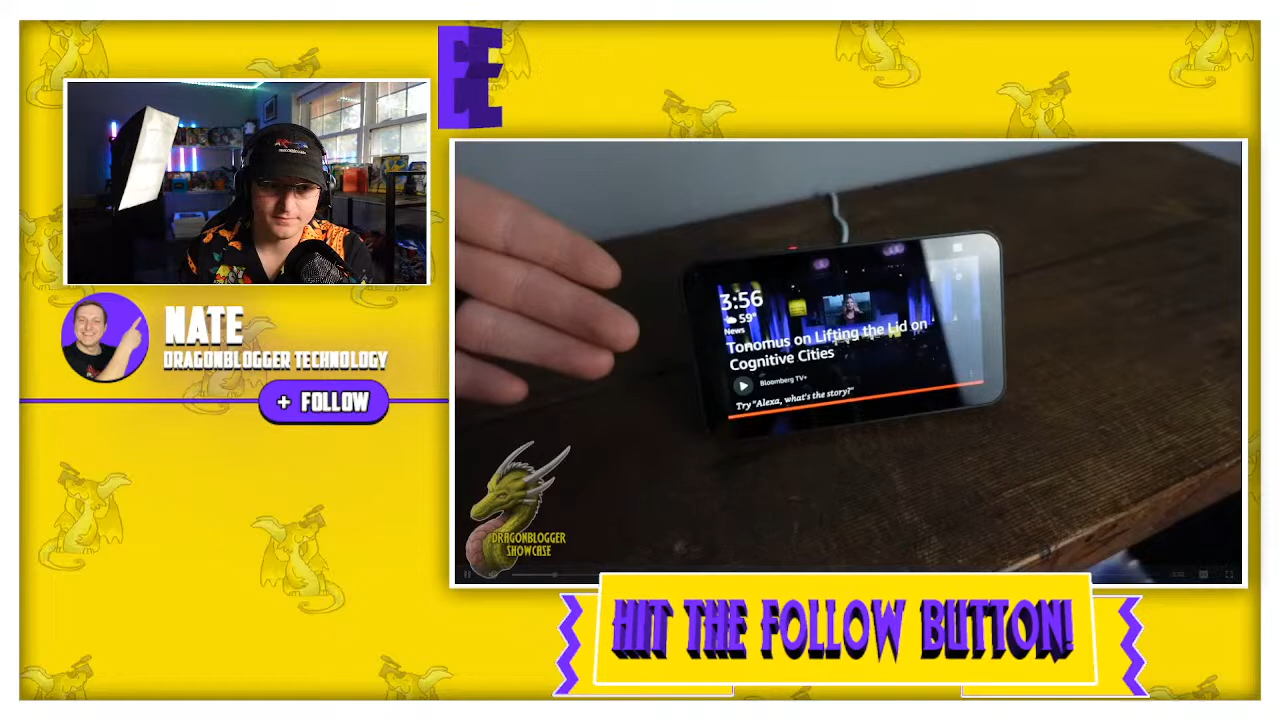 E
NATE
DRAGONBLOGGER TECHNOLOGY
+ FOLLOW
3:56
59°
News
Tonomus on Lifting the Lid on
Cognitive Cities
Bloomberg TV+
Try "Alexa, what's the story?"
DRAGONBLOGGER
SHOWCASE
HIT THE FOLLOW BUTTON!